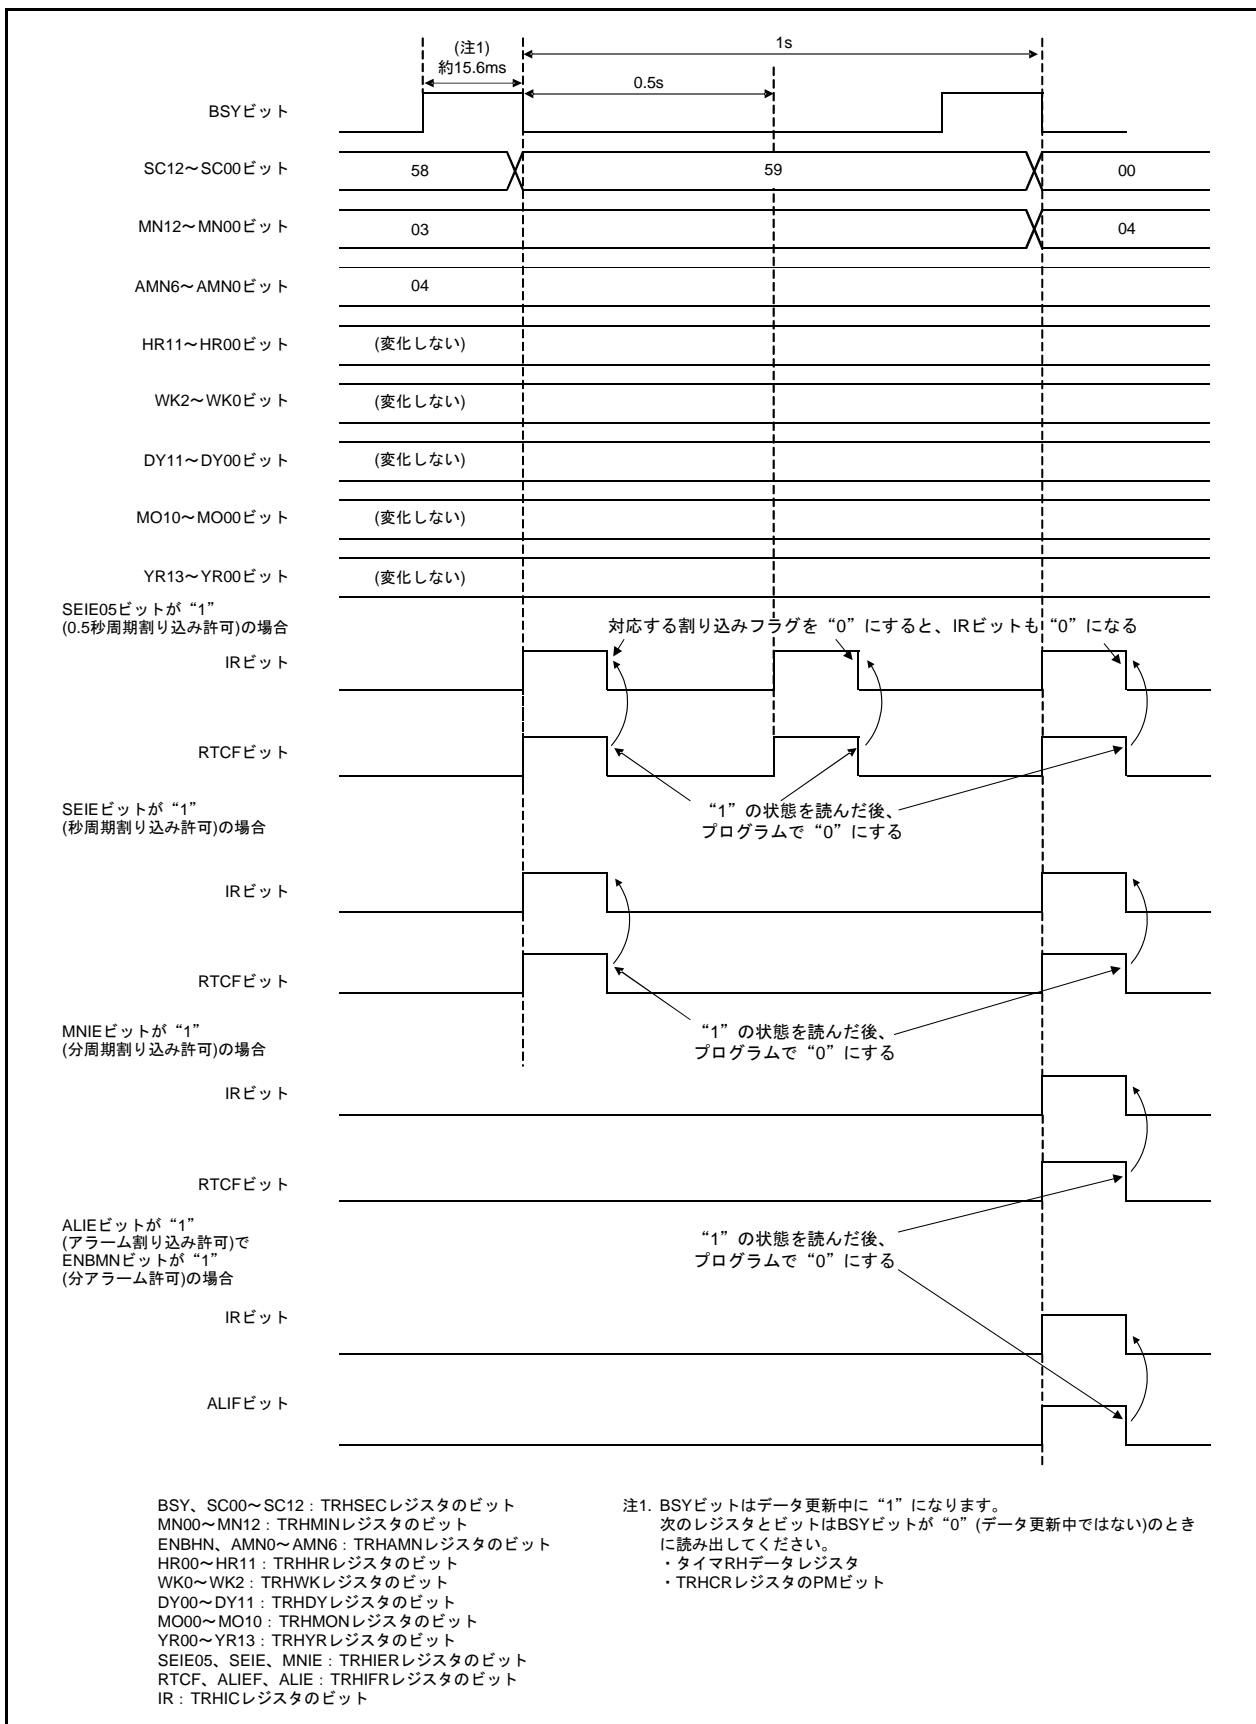 (注1)
約15.6ms
1s
0.5s
BSYビット
SC12～SC00ビット
58
59
00
MN12～MN00ビット
03
04
AMN6～AMN0ビット
04
HR11～HR00ビット
(変化しない)
WK2～WK0ビット
(変化しない)
DY11～DY00ビット
(変化しない)
MO10～MO00ビット
(変化しない)
YR13～YR00ビット
(変化しない)
SEIE05ビットが“1”
(0.5秒周期割り込み許可)の場合
対応する割り込みフラグを“0”にすると、IRビットも“0”になる
IRビット
RTCFビット
“1”の状態を読んだ後、
プログラムで“0”にする
SEIEビットが“1”
(秒周期割り込み許可)の場合
IRビット
RTCFビット
“1”の状態を読んだ後、
プログラムで“0”にする
MNIEビットが“1”
(分周期割り込み許可)の場合
IRビット
RTCFビット
“1”の状態を読んだ後、
プログラムで“0”にする
ALIEビットが“1”
(アラーム割り込み許可)で
ENBMNビットが“1”
(分アラーム許可)の場合
IRビット
ALIFビット
BSY、SC00～SC12：TRHSECレジスタのビット
MN00～MN12：TRHMINレジスタのビット
ENBHN、AMN0～AMN6：TRHAMNレジスタのビット
HR00～HR11：TRHHRレジスタのビット
WK0～WK2：TRHWKレジスタのビット
DY00～DY11：TRHDYレジスタのビット
MO00～MO10：TRHMONレジスタのビット
YR00～YR13：TRHYRレジスタのビット
SEIE05、SEIE、MNIE：TRHIERレジスタのビット
RTCF、ALIEF、ALIE：TRHIFRレジスタのビット
IR：TRHICレジスタのビット
注1. BSYビットはデータ更新中に“1”になります。
次のレジスタとビットはBSYビットが“0”(データ更新中ではない)のとき
に読み出してください。
・タイマRHデータレジスタ
・TRHCRレジスタのPMビット